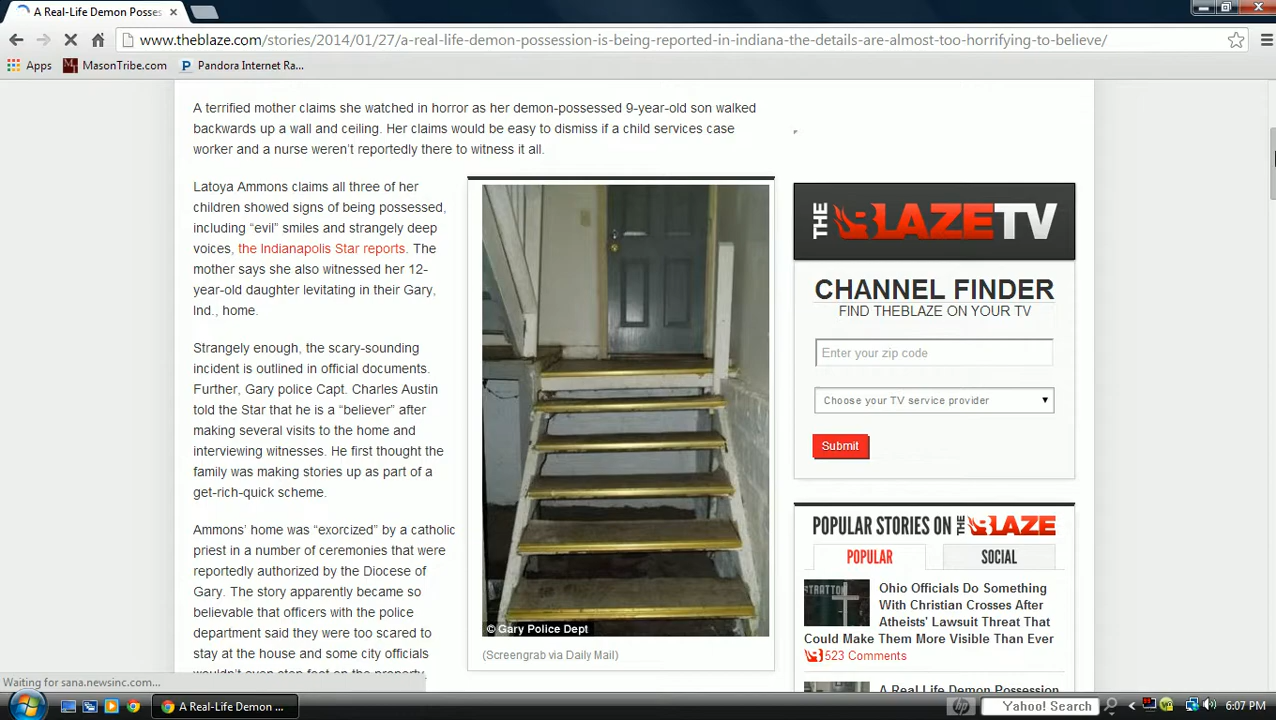 A Real-Life Demon Posses
www.theblaze.com/stories/2014/01/27/a-real-life-demon-possession-is-being-reported-in-indiana-the-details-are-almost-too-horrifying-to-believe/
Apps MasonTribe.com Pandora Internet Ra...
A terrified mother claims she watched in horror as her demon-possessed 9-year-old son walked
backwards up a wall and ceiling. Her claims would be easy to dismiss if a child services case
worker and a nurse weren't reportedly there to witness it all.
Latoya Ammons claims all three of her
children showed signs of being possessed,
including “evil” smiles and strangely deep
voices, the Indianapolis Star reports. The
mother says she also witnessed her 12-
year-old daughter levitating in their Gary,
Ind., home.
Strangely enough, the scary-sounding
incident is outlined in official documents.
Further, Gary police Capt. Charles Austin
told the Star that he is a “believer” after
making several visits to the home and
interviewing witnesses. He first thought the
family was making stories up as part of a
get-rich-quick scheme.
Ammons' home was “exorcized” by a catholic
priest in a number of ceremonies that were
reportedly authorized by the Diocese of
Gary. The story apparently became so
believable that officers with the police
department said they were too scared to
stay at the house and some city officials
wouldn't even step foot on the property.
© Gary Police Dept
(Screengrab via Daily Mail)
THE BLAZETV
CHANNEL FINDER
FIND THEBLAZE ON YOUR TV
Enter your zip code
Choose your TV service provider
Submit
POPULAR STORIES ON THE BLAZE
POPULAR SOCIAL
STRATTON
Ohio Officials Do Something
With Christian Crosses After
Atheists' Lawsuit Threat That
Could Make Them More Visible Than Ever
523 Comments
A Real-Life Demon Possession
Waiting for sana.newsinc.com...
A Real-Life Demon ...
hp
Yahoo! Search
6:07 PM